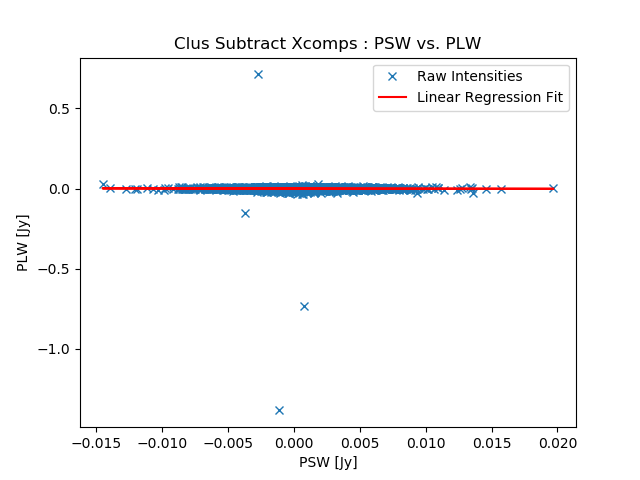 Clus Subtract Xcomps : PSW vs. PLW
Raw Intensities
Linear Regression Fit
0.5
0.0
−0.5
−1.0
PLW [Jy]
−0.015
−0.010
−0.005
0.000
0.005
0.010
0.015
0.020
PSW [Jy]